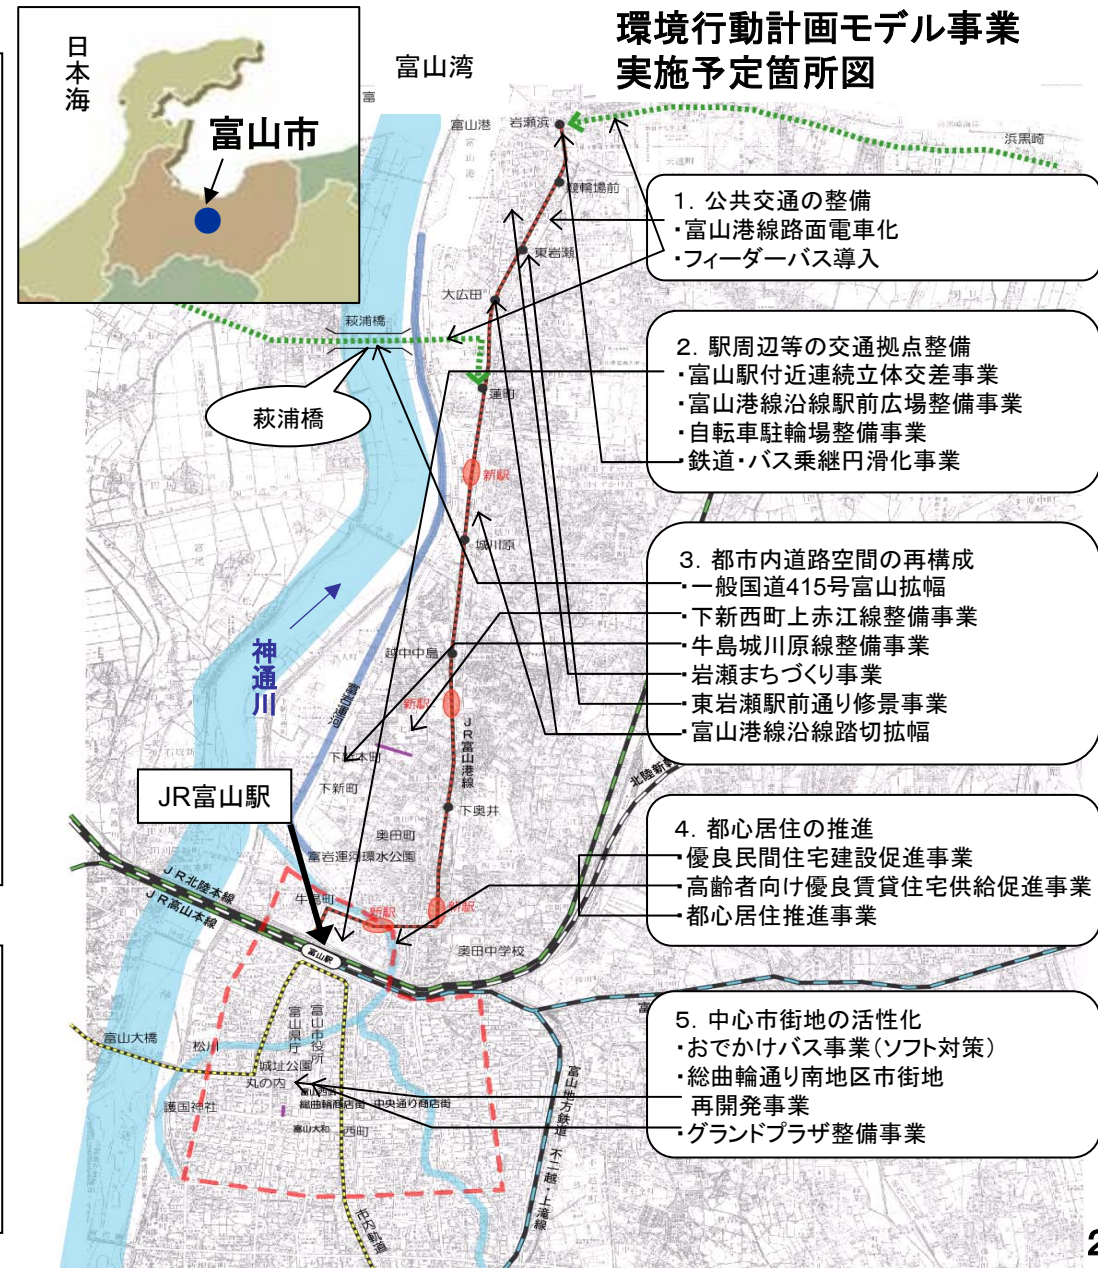 環境行動計画モデル事業
実施予定箇所図
日本海
富山市
富山湾
富
富山港
岩瀬浜
浜黒崎
競輪場前
東岩瀬
大広田
萩浦橋
萩浦橋
蓮町
新駅
城川原
越中中島
新駅
JR富山港線
富岩運河
神通川
下新本町
下新町
JR富山駅
下奥井
奥田町
富岩運河環水公園
牛島町
新駅
新駅
奥田中学校
JR北陸本線
JR高山本線
富山駅
北陸新幹
富山大橋
松川
富山県庁
富山市役所
城址公園
丸の内
護国神社
富山西武
総曲輪商店街
中央通り商店街
富山大和
西町
市内軌道
富
富山地方鉄道 不二越・上滝線
1. 公共交通の整備
・富山港線路面電車化
・フィーダーバス導入
2. 駅周辺等の交通拠点整備
・富山駅付近連続立体交差事業
・富山港線沿線駅前広場整備事業
・自転車駐輪場整備事業
・鉄道・バス乗継円滑化事業
3. 都市内道路空間の再構成
・一般国道415号富山拡幅
・下新西町上赤江線整備事業
・牛島城川原線整備事業
・岩瀬まちづくり事業
・東岩瀬駅前通り修景事業
・富山港線沿線踏切拡幅
4. 都心居住の推進
・優良民間住宅建設促進事業
・高齢者向け優良賃貸住宅供給促進事業
・都心居住推進事業
5. 中心市街地の活性化
・おでかけバス事業(ソフト対策)
・総曲輪通り南地区市街地
再開発事業
・グランドプラザ整備事業
2